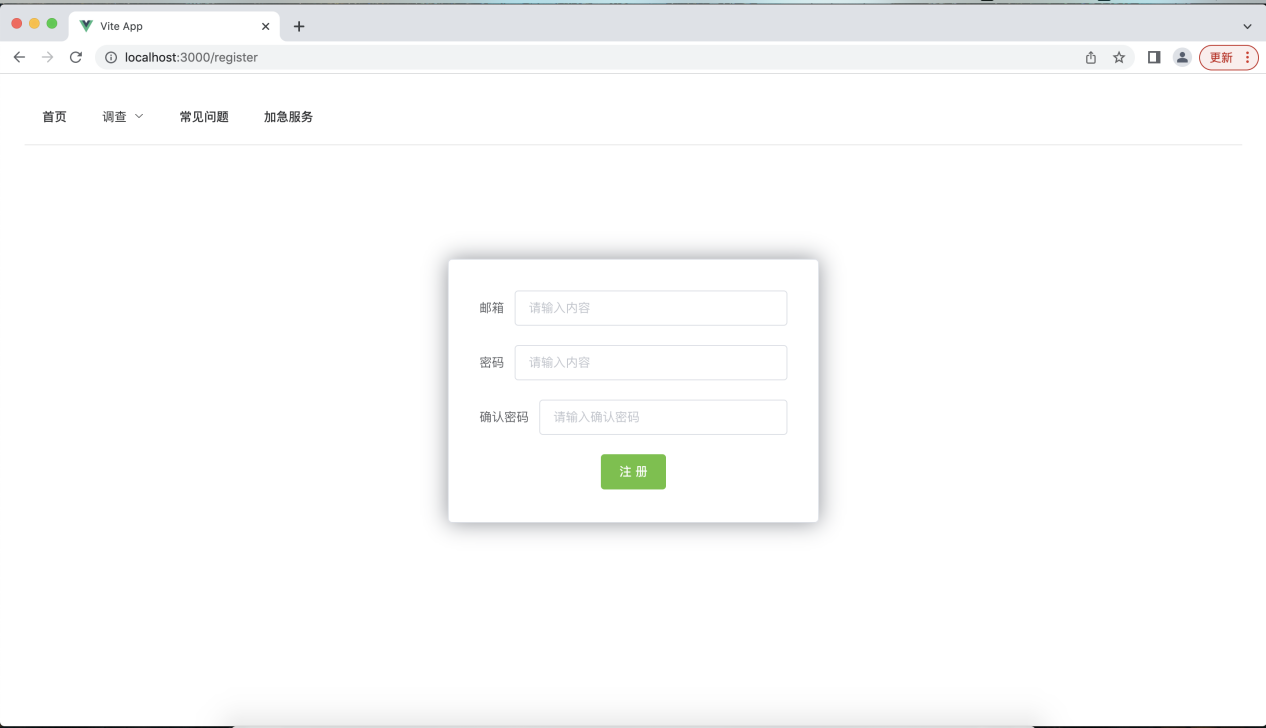 Vite App
localhost:3000/register
更新
首页 调查 常见问题 加急服务
邮箱 请输入内容
密码 请输入内容
确认密码 请输入确认密码
注 册